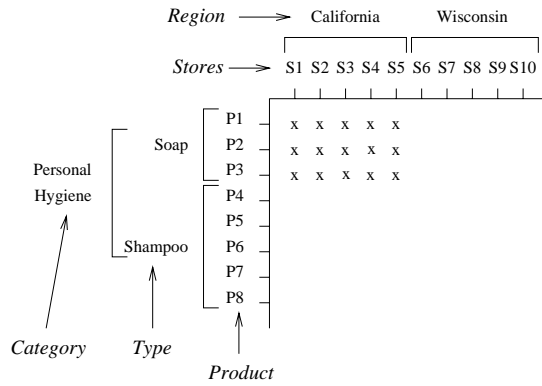 Region California Wisconsin
Stores S1 S2 S3 S4 S5 S6 S7 S8 S9 S10
P1 x x x x x
Soap P2 x x x x x
Personal P3 x x x x x
Hygiene P4
P5
Shampoo P6
P7
P8
Category Type
Product